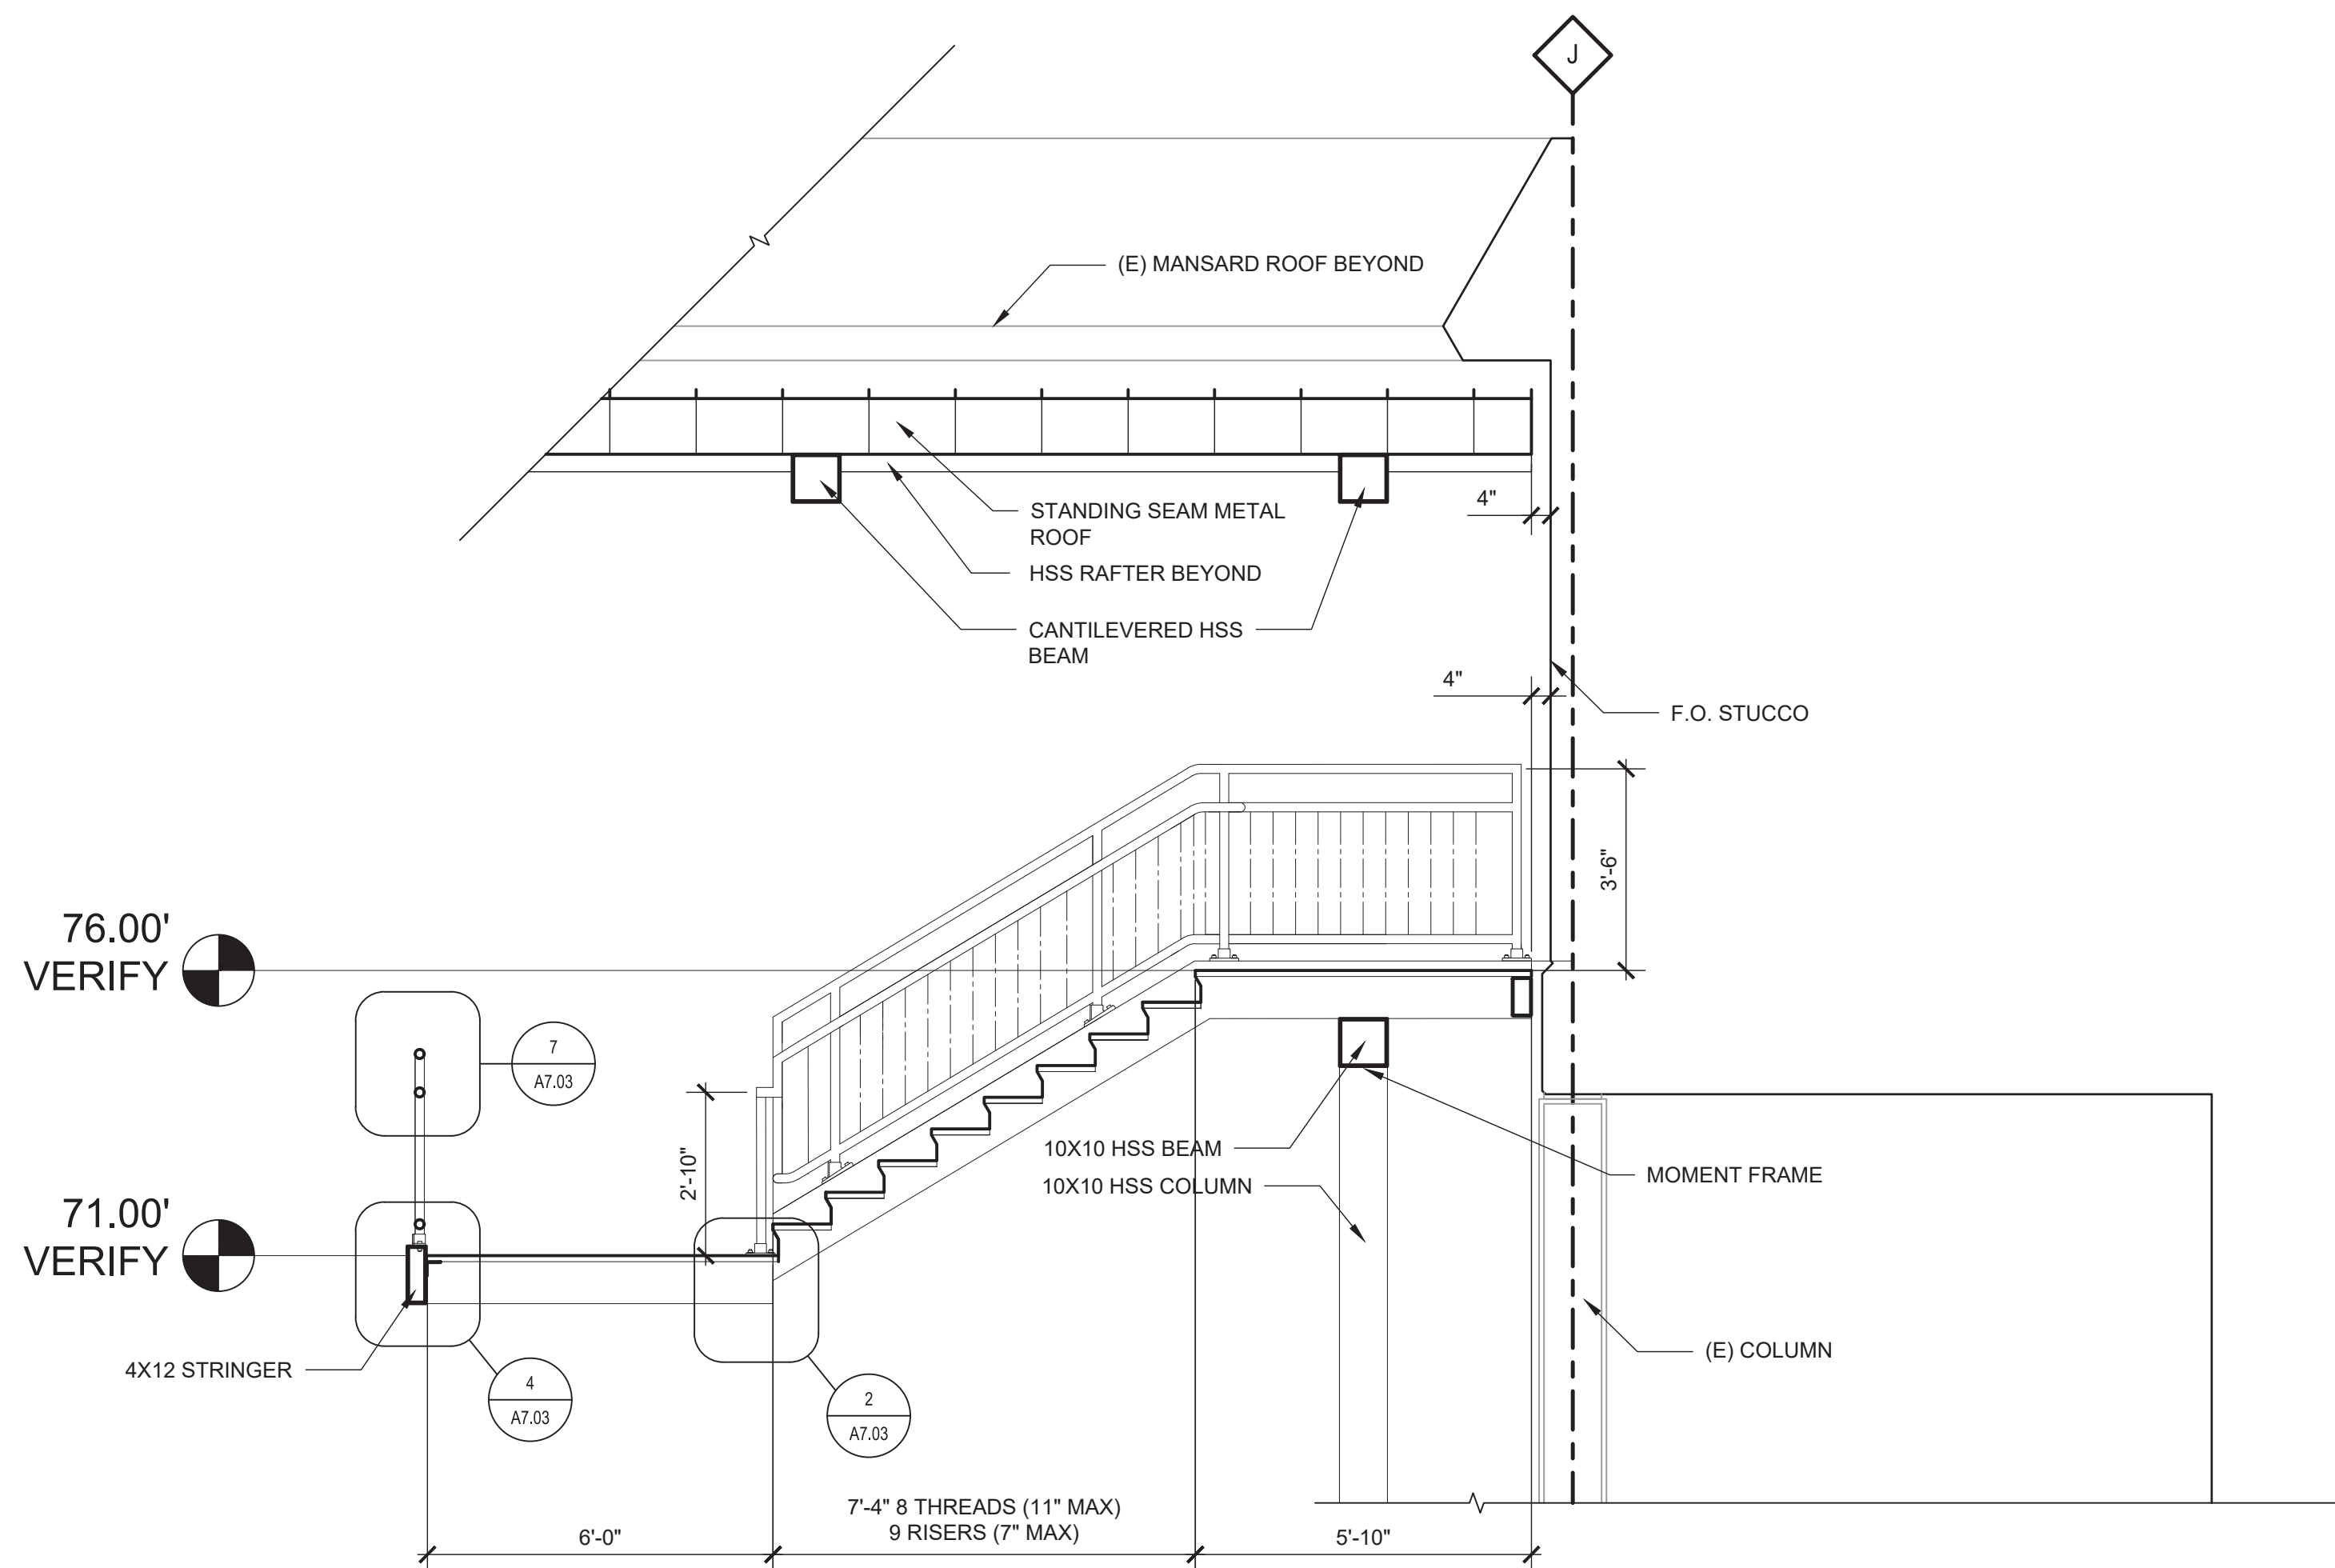 J
(E) MANSARD ROOF BEYOND
STANDING SEAM METAL
ROOF
4"
HSS RAFTER BEYOND
CANTILEVERED HSS
BEAM
4"
F.O. STUCCO
3'-6"
76.00'
VERIFY
7
A7.03
2'-10"
10X10 HSS BEAM
MOMENT FRAME
10X10 HSS COLUMN
71.00'
VERIFY
(E) COLUMN
4X12 STRINGER
4
A7.03
2
A7.03
7'-4" 8 THREADS (11" MAX)
9 RISERS (7" MAX)
6'-0"
5'-10"